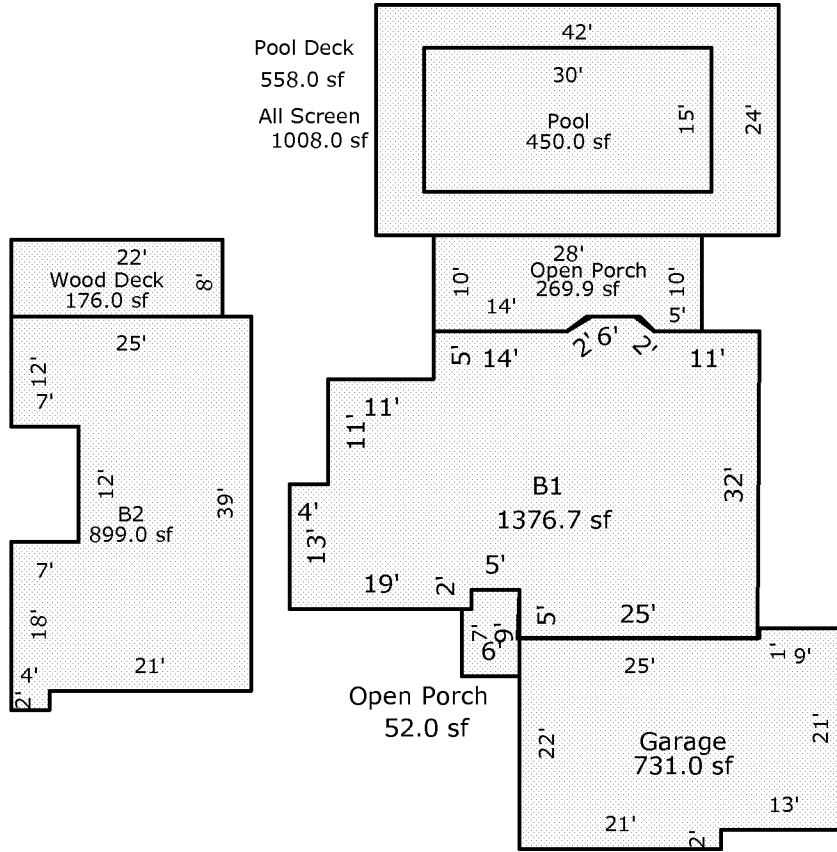 42'
Pool Deck
558.0 sf
All Screen
1008.0 sf
30'
Pool
450.0 sf
15'
24'
22'
Wood Deck
176.0 sf
8'
28'
Open Porch
269.9 sf
10'
10'
14'
5'
25'
12'
7'
12'
39'
B2
899.0 sf
7'
18'
4'
2'
21'
5'
14'
2'
6'
2'
11'
11'
11'
32'
B1
1376.7 sf
4'
13'
19'
2'
5'
5'
25'
7'
9'
6'
Open Porch
52.0 sf
25'
1'
9'
22'
21'
Garage
731.0 sf
21'
2'
13'